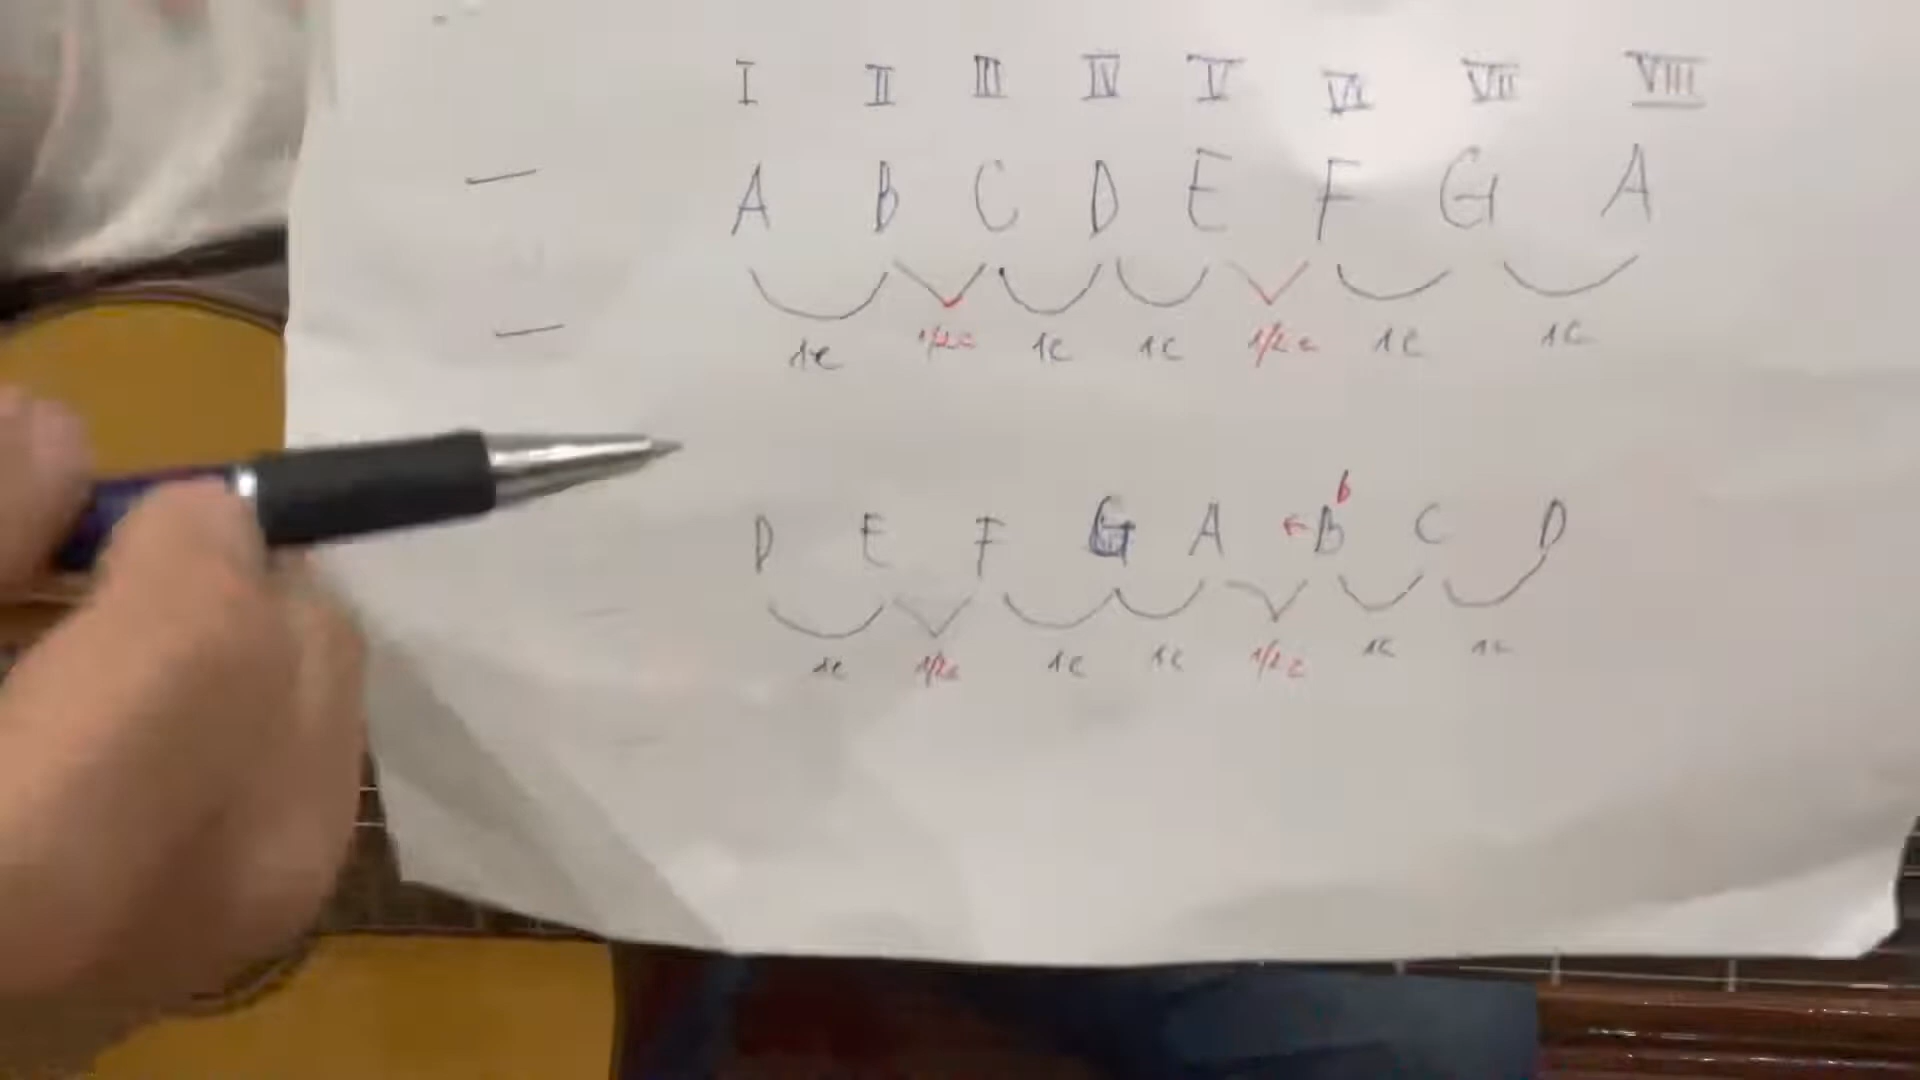 I II III IV V VI VII VIII
A B C D E F G A
1c 1/2c 1c 1c 1/2c 1c 1c
b
D E F G A B C D
1c 1/2c 1c 1c 1/2c 1c 1c